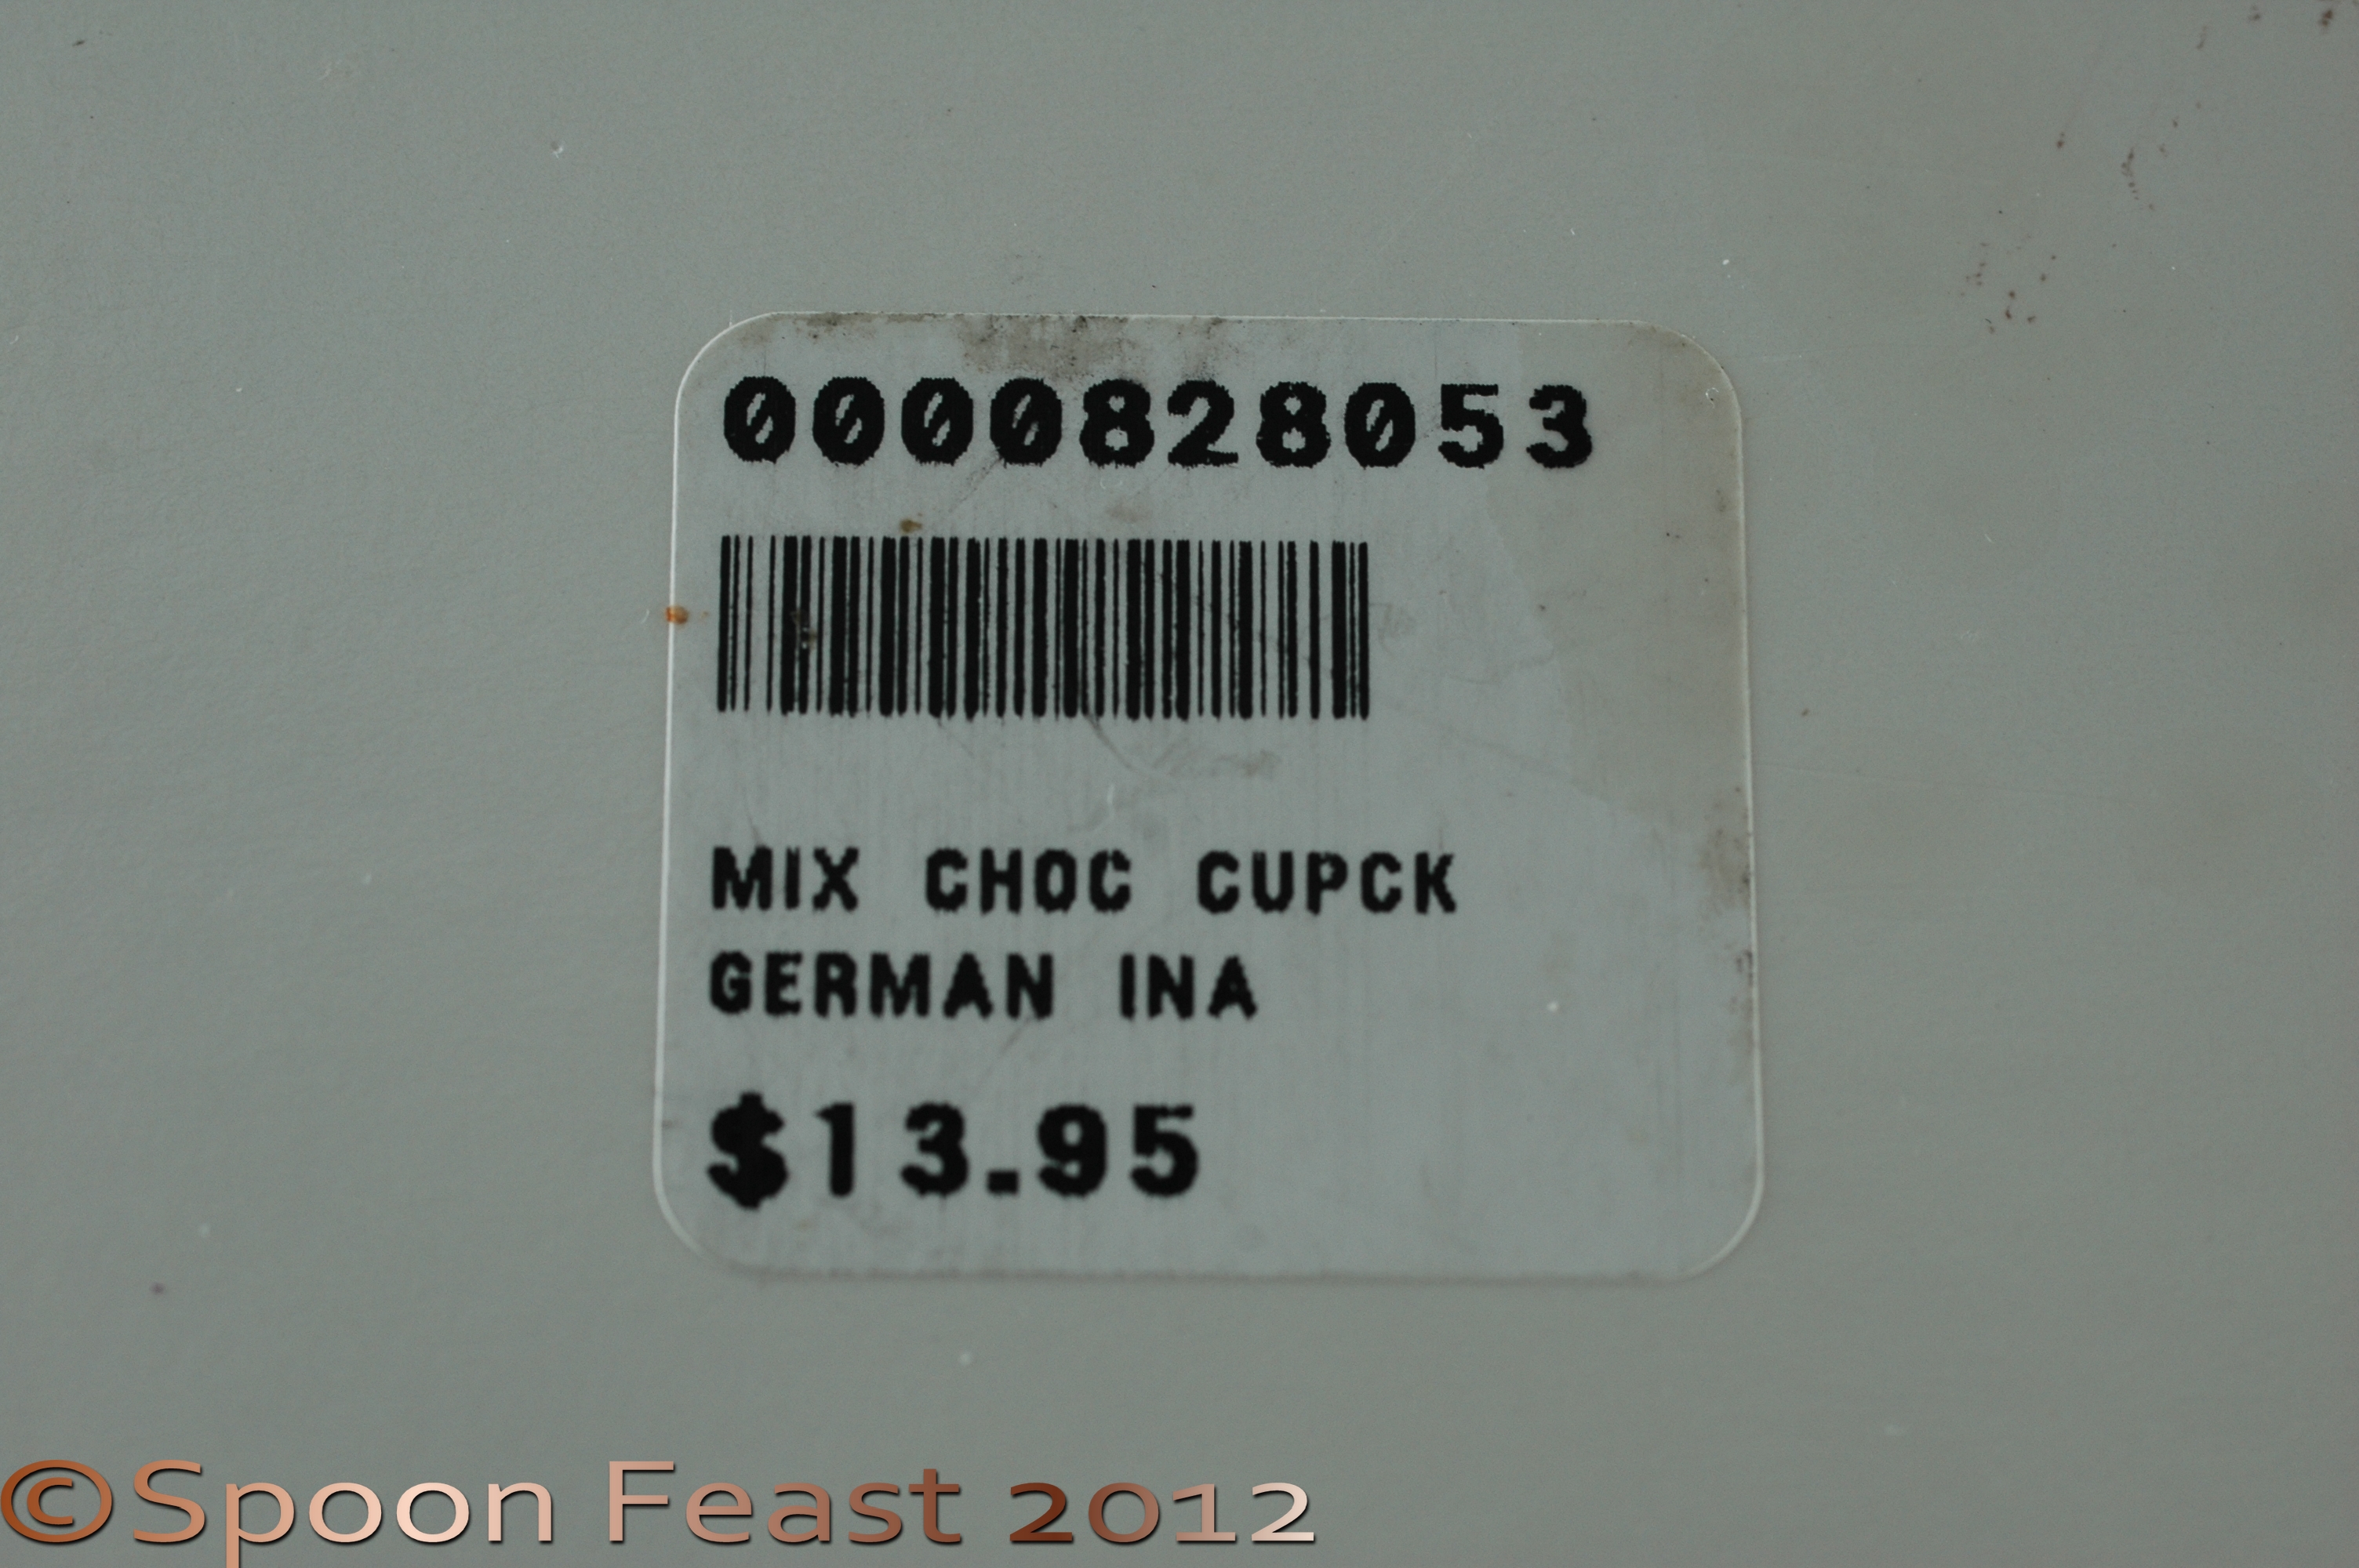 0000828053
MIX CHOC CUPCK
GERMAN INA
$13.95
©Spoon Feast 2012